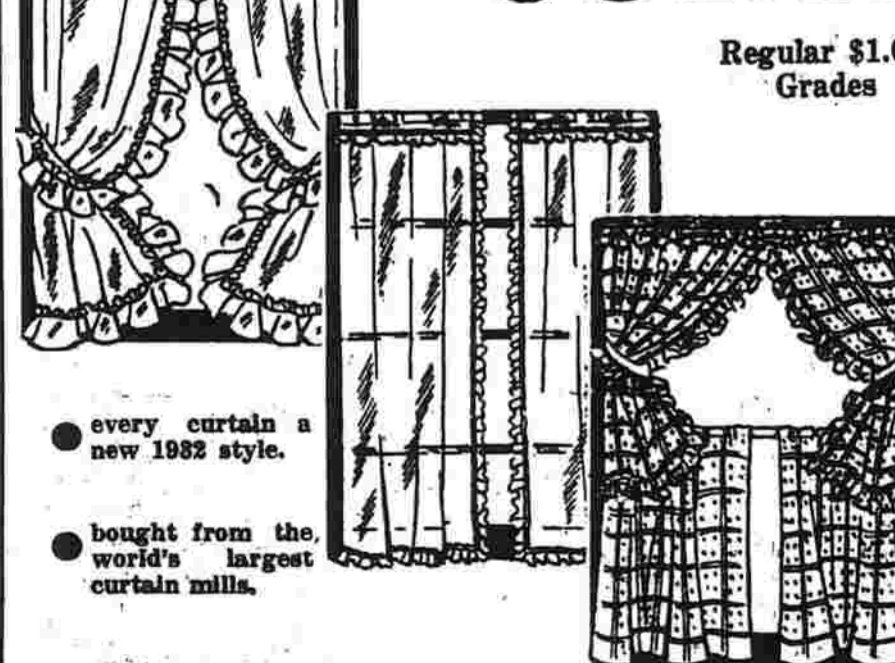 Regular
Grades
every curtain a
new 1932 style.
bought from the
world's largest
curtain mills.